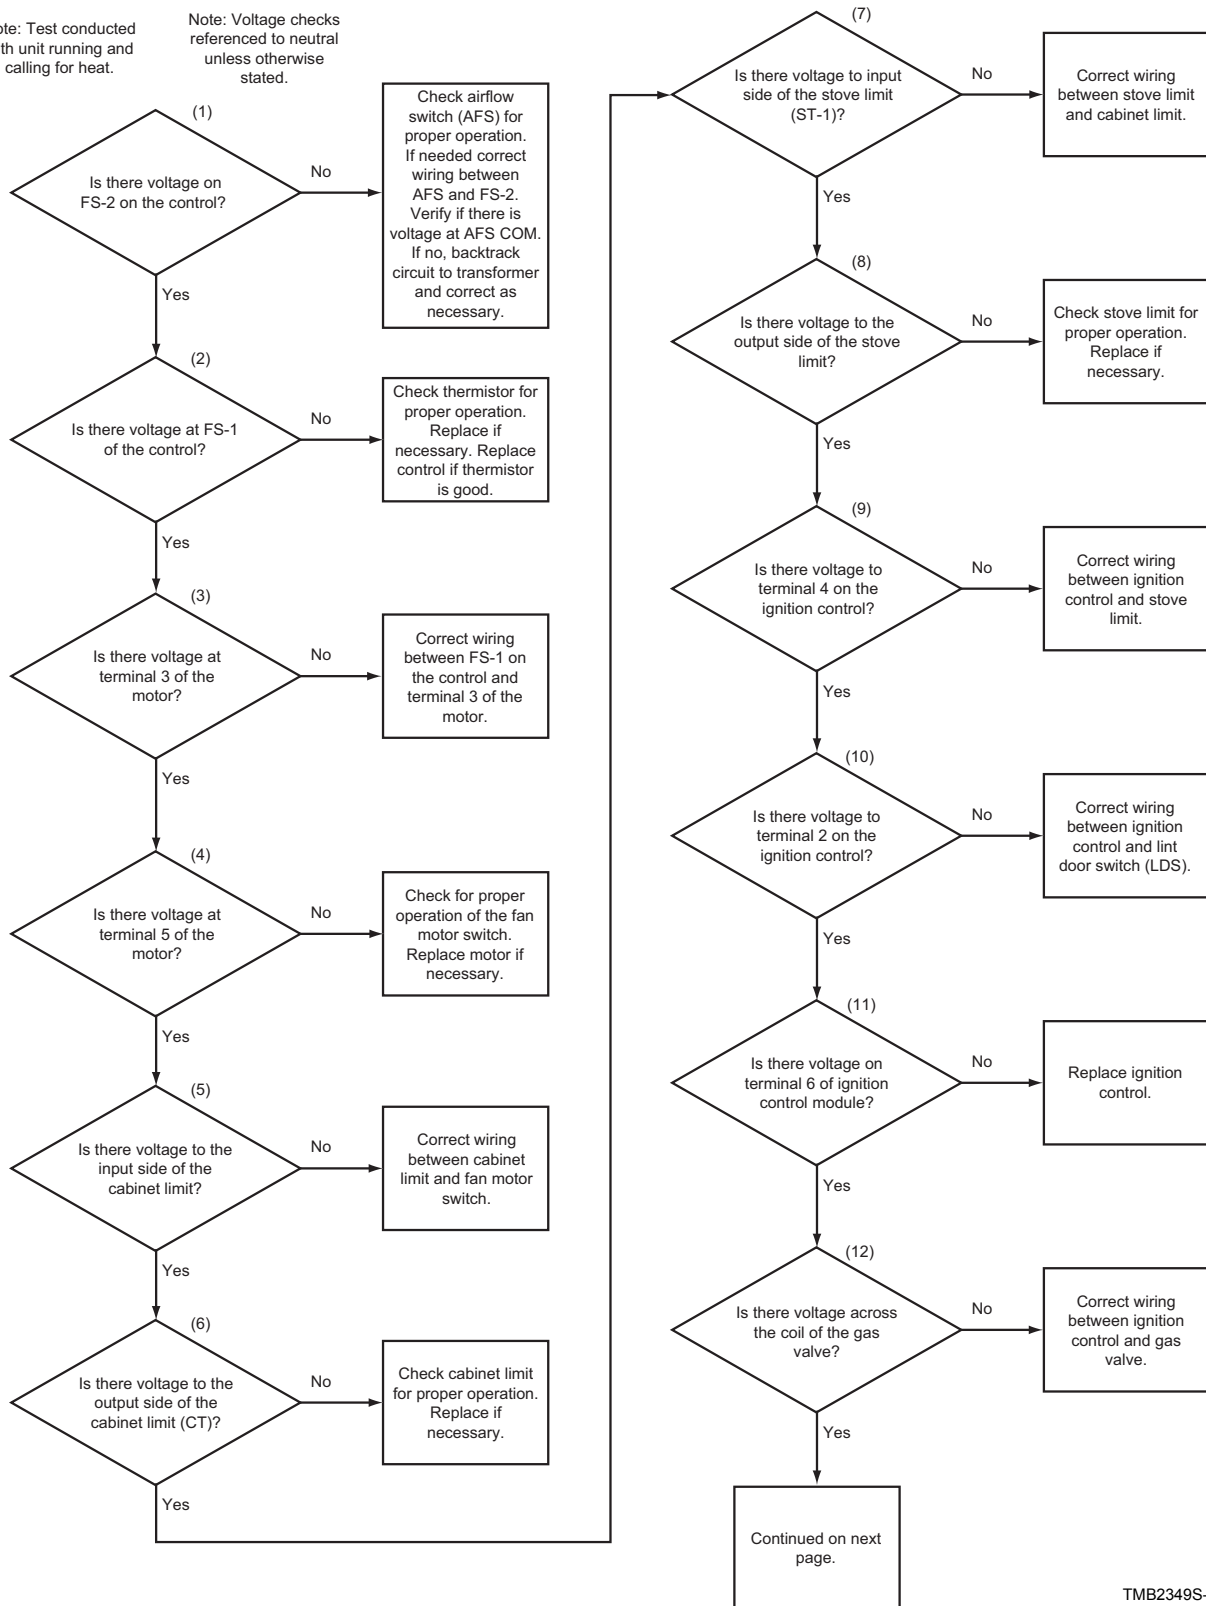 ote: Test conducted
th unit running and
calling for heat.
Note: Voltage checks
referenced to neutral
unless otherwise
stated.
(1)
Is there voltage on
FS-2 on the control?
No
Check airflow
switch (AFS) for
proper operation.
If needed correct
wiring between
AFS and FS-2.
Verify if there is
voltage at AFS COM.
If no, backtrack
circuit to transformer
and correct as
necessary.
Yes
(2)
Is there voltage at FS-1
of the control?
No
Check thermistor for
proper operation.
Replace if
necessary. Replace
control if thermistor
is good.
Yes
(3)
Is there voltage at
terminal 3 of the
motor?
No
Correct wiring
between FS-1 on
the control and
terminal 3 of the
motor.
Yes
(4)
Is there voltage at
terminal 5 of the
motor?
No
Check for proper
operation of the fan
motor switch.
Replace motor if
necessary.
Yes
(5)
Is there voltage to the
input side of the
cabinet limit?
No
Correct wiring
between cabinet
limit and fan motor
switch.
Yes
(6)
Is there voltage to the
output side of the
cabinet limit (CT)?
No
Check cabinet limit
for proper operation.
Replace if
necessary.
Yes
(7)
Is there voltage to input
side of the stove limit
(ST-1)?
No
Correct wiring
between stove limit
and cabinet limit.
Yes
(8)
Is there voltage to the
output side of the stove
limit?
No
Check stove limit for
proper operation.
Replace if
necessary.
Yes
(9)
Is there voltage to
terminal 4 on the
ignition control?
No
Correct wiring
between ignition
control and stove
limit.
Yes
(10)
Is there voltage to
terminal 2 on the
ignition control?
No
Correct wiring
between ignition
control and lint
door switch (LDS).
Yes
(11)
Is there voltage on
terminal 6 of ignition
control module?
No
Replace ignition
control.
Yes
(12)
Is there voltage across
the coil of the gas
valve?
No
Correct wiring
between ignition
control and gas
valve.
Yes
Continued on next
page.
TMB2349S-